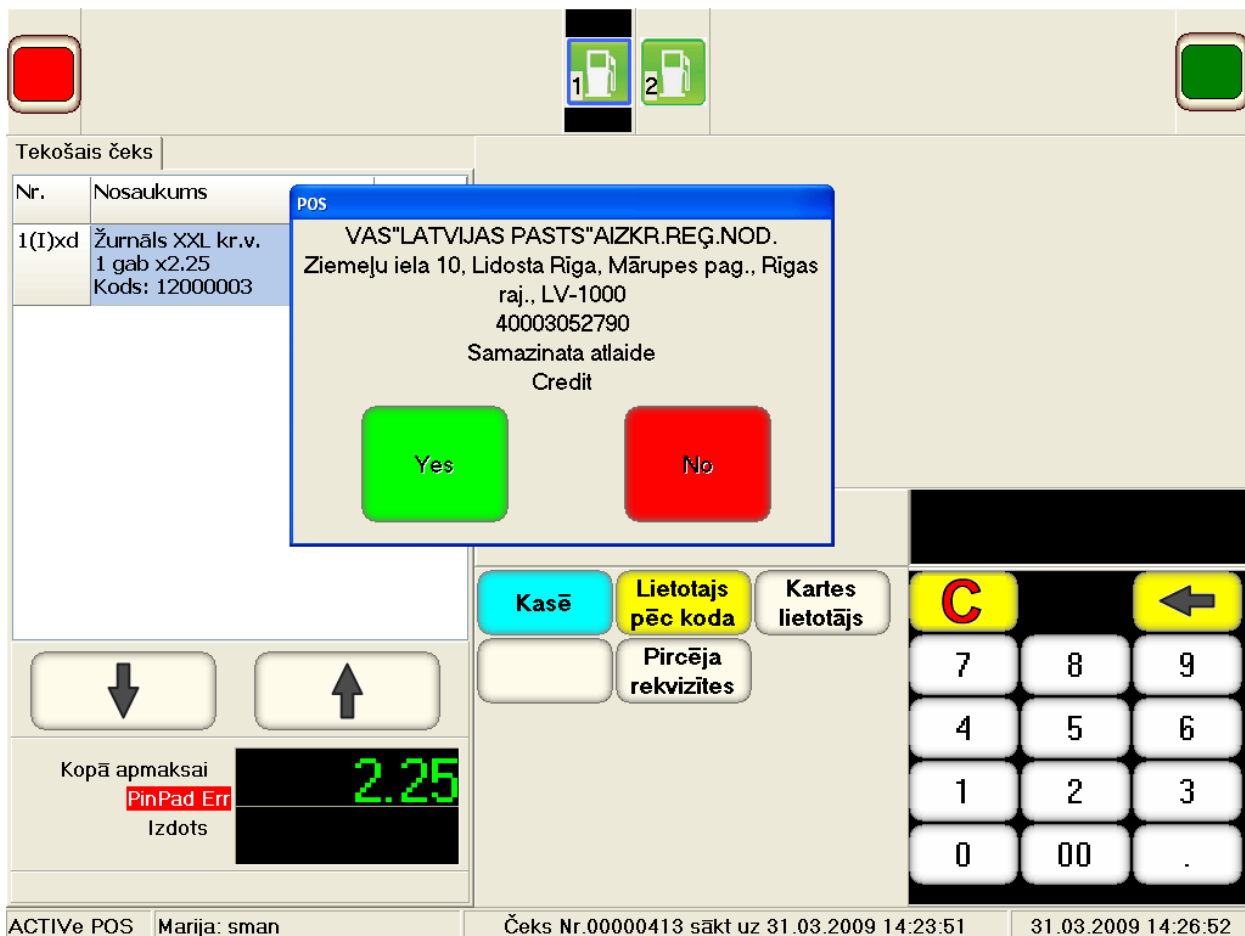 1
2
Tekošais čeks
Nr. Nosaukums
1(I)xd Žurnāls XXL kr.v.
1 gab x2.25
Kods: 12000003
POS
VAS"LATVIJAS PASTS"AIZKR.REĢ.NOD.
Ziemeļu iela 10, Lidosta Rīga, Mārupes pag., Rīgas
raj., LV-1000
40003052790
Samazinata atlaide
Credit
Yes No
Kasē
Lietotajs
pēc koda
Kartes
lietotājs
Pircēja
rekvizītes
C
7 8 9
4 5 6
1 2 3
0 00 .
Kopā apmaksai 2.25
PinPad Err
Izdots
ACTIVe POS Marija: sman Čeks Nr.00000413 sākt uz 31.03.2009 14:23:51 31.03.2009 14:26:52